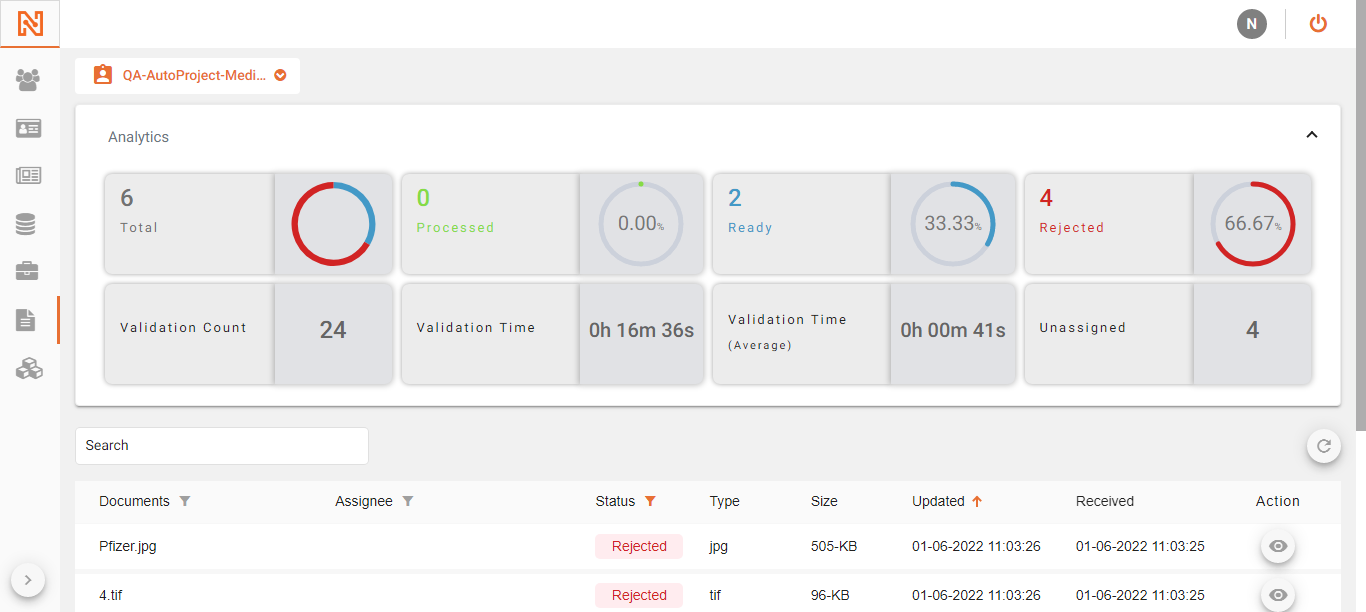 N
QA-AutoProject-Medi...
Analytics
6
Total
0
Processed
0.00%
2
Ready
33.33%
4
Rejected
66.67%
Validation Count
24
Validation Time
0h 16m 36s
Validation Time
(Average)
0h 00m 41s
Unassigned
4
Search
Documents Assignee Status Type Size Updated Received Action
Pfizer.jpg Rejected jpg 505-KB 01-06-2022 11:03:26 01-06-2022 11:03:25
4.tif Rejected tif 96-KB 01-06-2022 11:03:26 01-06-2022 11:03:25